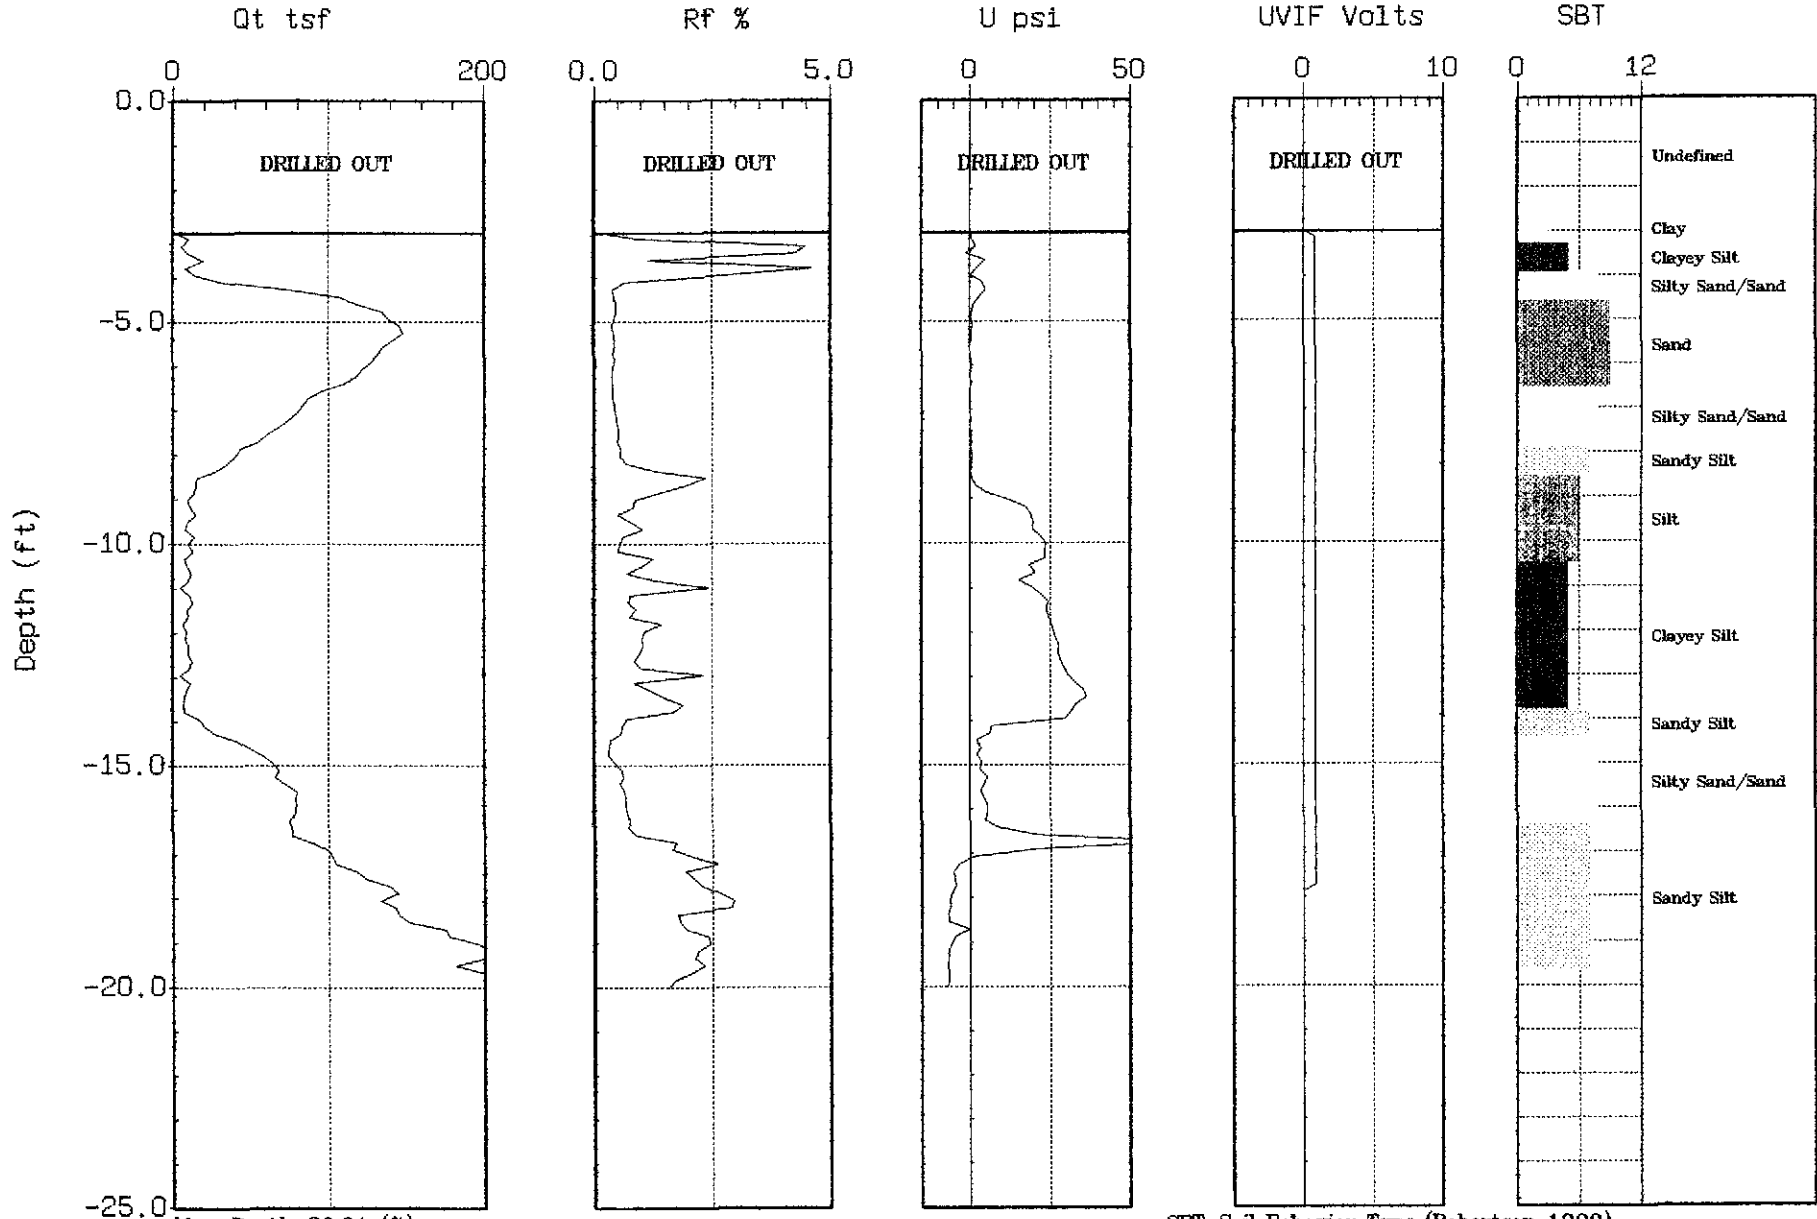 Qt tsf
Rf %
U psi
UVIF Volts
SBT
0 200
0.0 5.0
0 50
0 10
0 12
0.0
-5.0
-10.0
-15.0
-20.0
-25.0
Depth (ft)
DRILLED OUT
DRILLED OUT
DRILLED OUT
DRILLED OUT
Undefined
Clay
Clayey Silt
Silty Sand/Sand
Sand
Silty Sand/Sand
Sandy Silt
Silt
Clayey Silt
Sandy Silt
Silty Sand/Sand
Sandy Silt